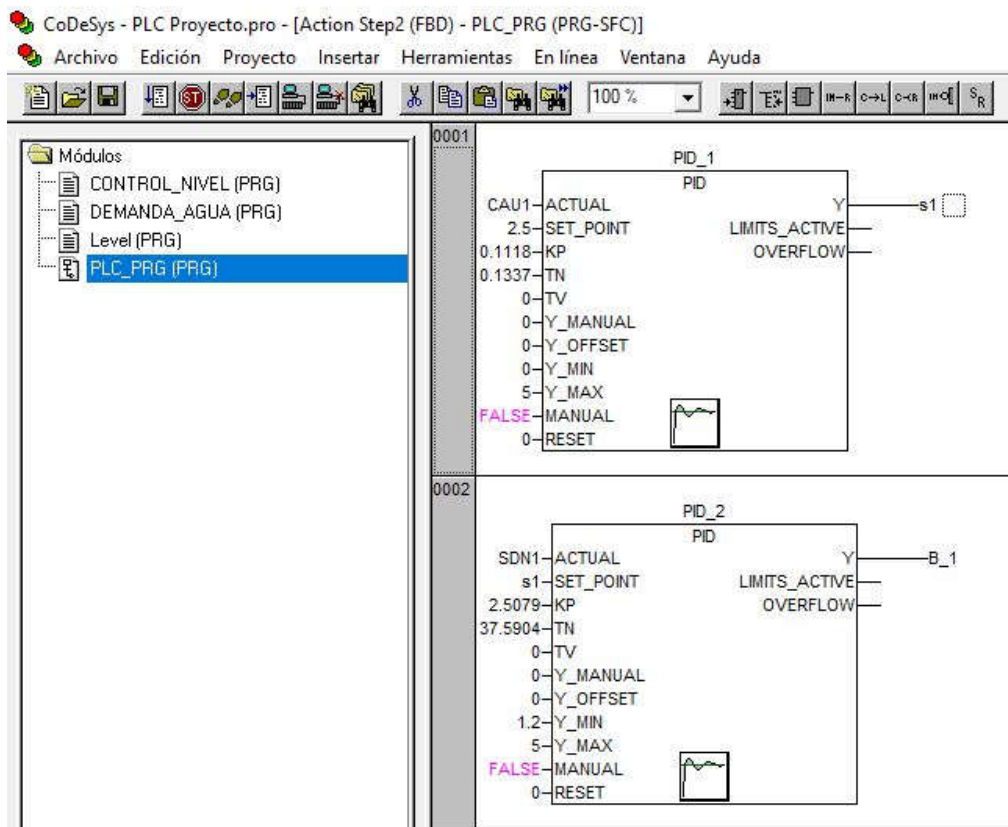 CoDeSys - PLC Proyecto.pro - [Action Step2 (FBD) - PLC_PRG (PRG-SFC)]
Archivo Edición Proyecto Insertar Herramientas En línea Ventana Ayuda
ST 100 % IN-R C→L C→R S R
Módulos
CONTROL_NIVEL (PRG)
DEMANDA_AGUA (PRG)
Level (PRG)
PLC_PRG (PRG)
0001
PID_1
PID
CAU1 ACTUAL Y s1
2.5 SET_POINT LIMITS_ACTIVE
0.1118 KP OVERFLOW
0.1337 TN
0 TV
0 Y_MANUAL
0 Y_OFFSET
0 Y_MIN
5 Y_MAX
FALSE MANUAL
0 RESET
0002
PID_2
PID
SDN1 ACTUAL Y B_1
s1 SET_POINT LIMITS_ACTIVE
2.5079 KP OVERFLOW
37.5904 TN
0 TV
0 Y_MANUAL
0 Y_OFFSET
1.2 Y_MIN
5 Y_MAX
FALSE MANUAL
0 RESET